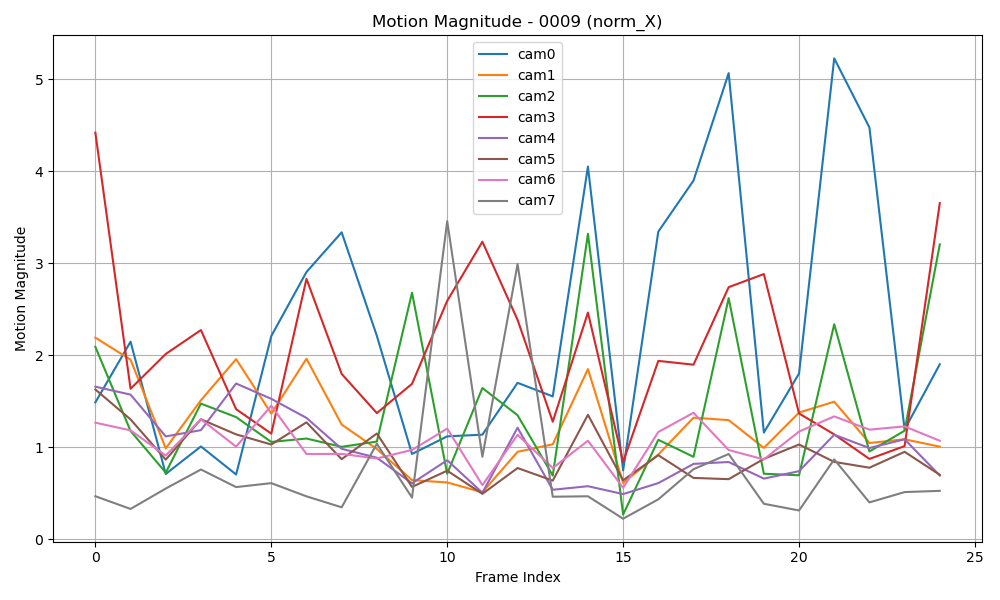 Motion Magnitude - 0009 (norm_X)
cam0
cam1
cam2
cam3
cam4
cam5
cam6
cam7
Motion Magnitude
5
4
3
2
1
0
0 5 10 15 20 25
Frame Index